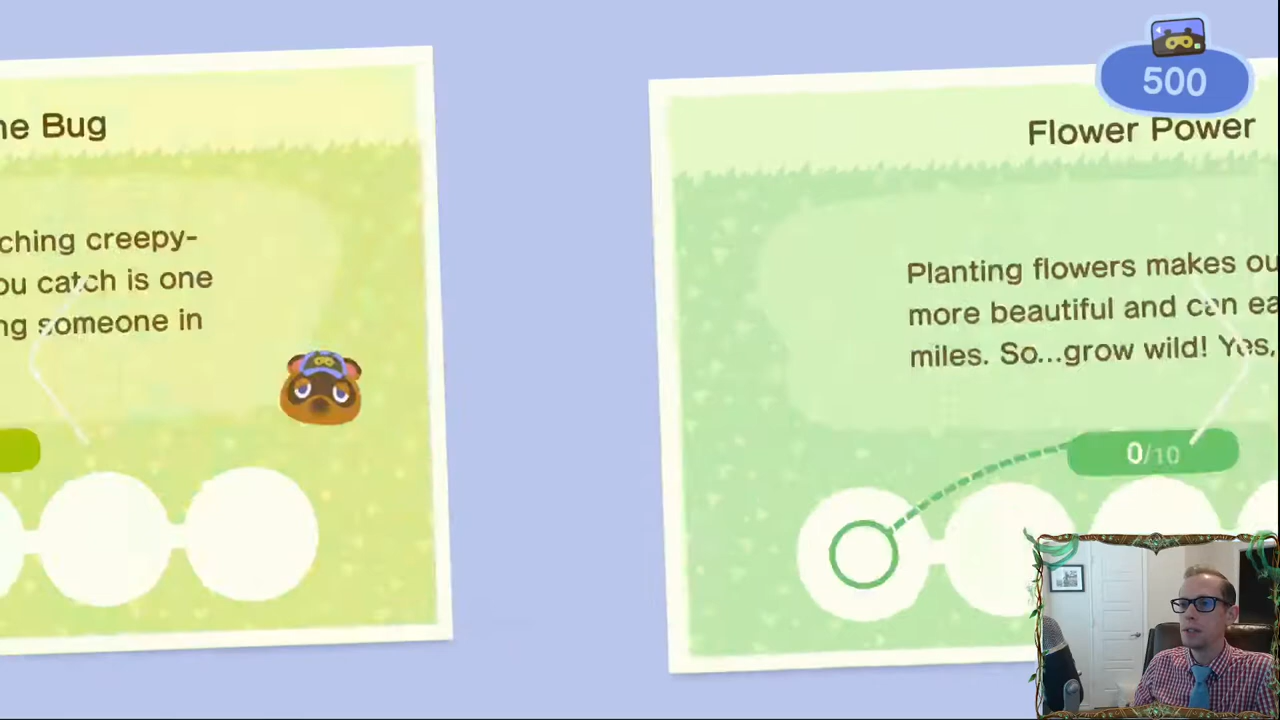 500
ne Bug
Flower Power
ching creepy-
ou catch is one
ng someone in
Planting flowers makes ou
more beautiful and can ea
miles. So...grow wild! Yes,
0/10